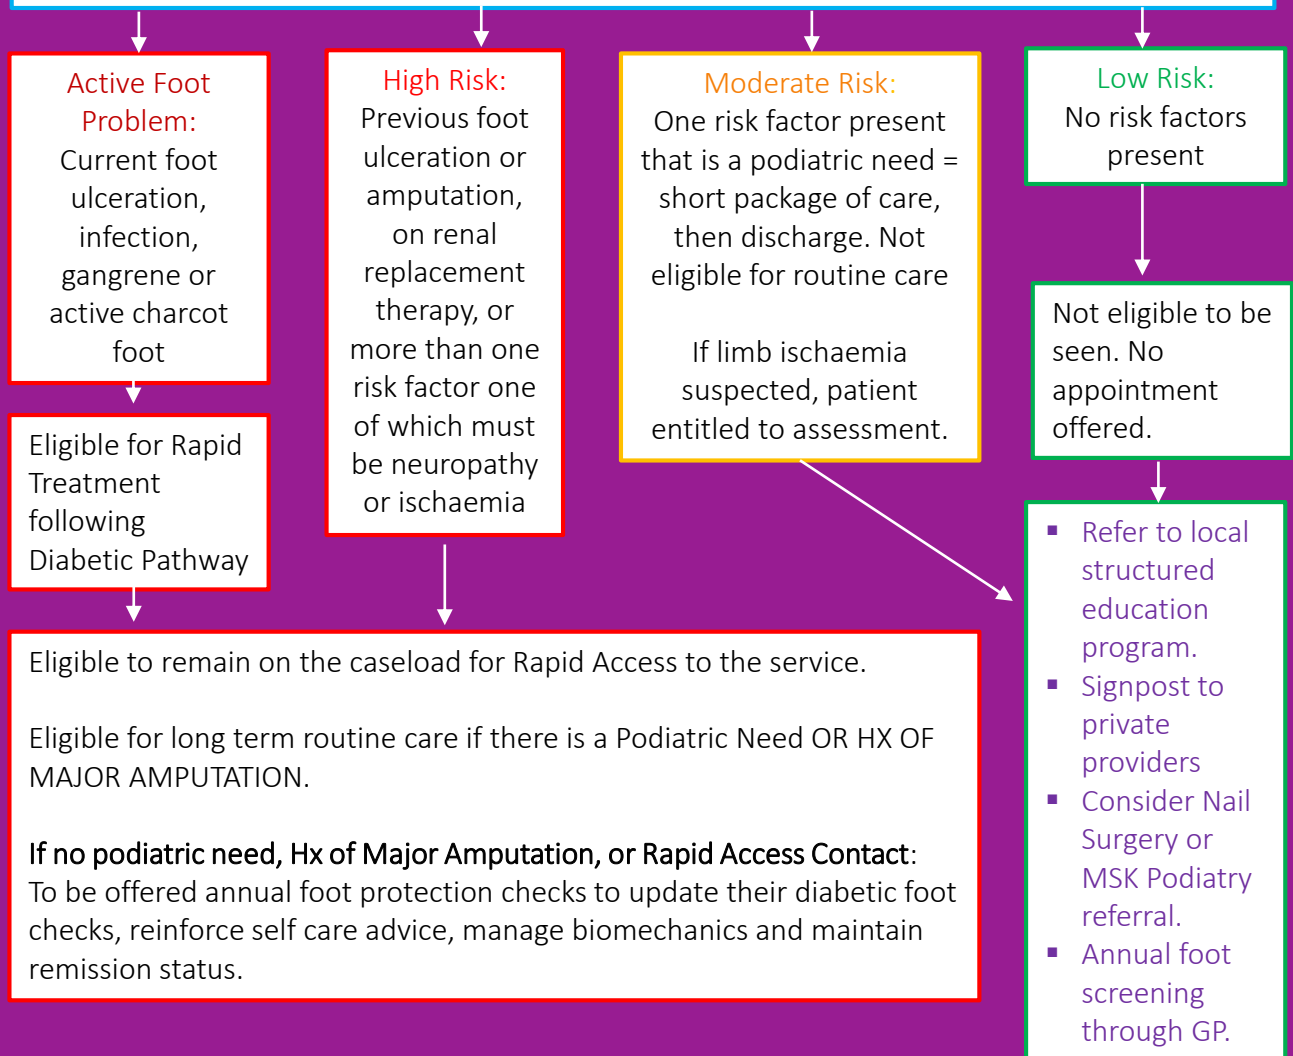 Active Foot
Problem:
Current foot
ulceration,
infection,
gangrene or
active charcot
foot
Eligible for Rapid
Treatment
following
Diabetic Pathway
High Risk:
Previous foot
ulceration or
amputation,
on renal
replacement
therapy, or
more than one
risk factor one
of which must
be neuropathy
or ischaemia
Eligible to remain on the caseload for Rapid Access to the service.
Eligible for long term routine care if there is a Podiatric Need OR HX OF
MAJOR AMPUTATION.
If no podiatric need, Hx of Major Amputation, or Rapid Access Contact:
To be offered annual foot protection checks to update their diabetic foot
checks, reinforce self care advice, manage biomechanics and maintain
remission status.
Moderate Risk:
One risk factor present
that is a podiatric need =
short package of care,
then discharge. Not
eligible for routine care
If limb ischaemia
suspected, patient
entitled to assessment.
Low Risk:
No risk factors
present
Not eligible to be
seen. No
appointment
offered.
▪ Refer to local
structured
education
program.
▪ Signpost to
private
providers
▪ Consider Nail
Surgery or
MSK Podiatry
referral.
▪ Annual foot
screening
through GP.